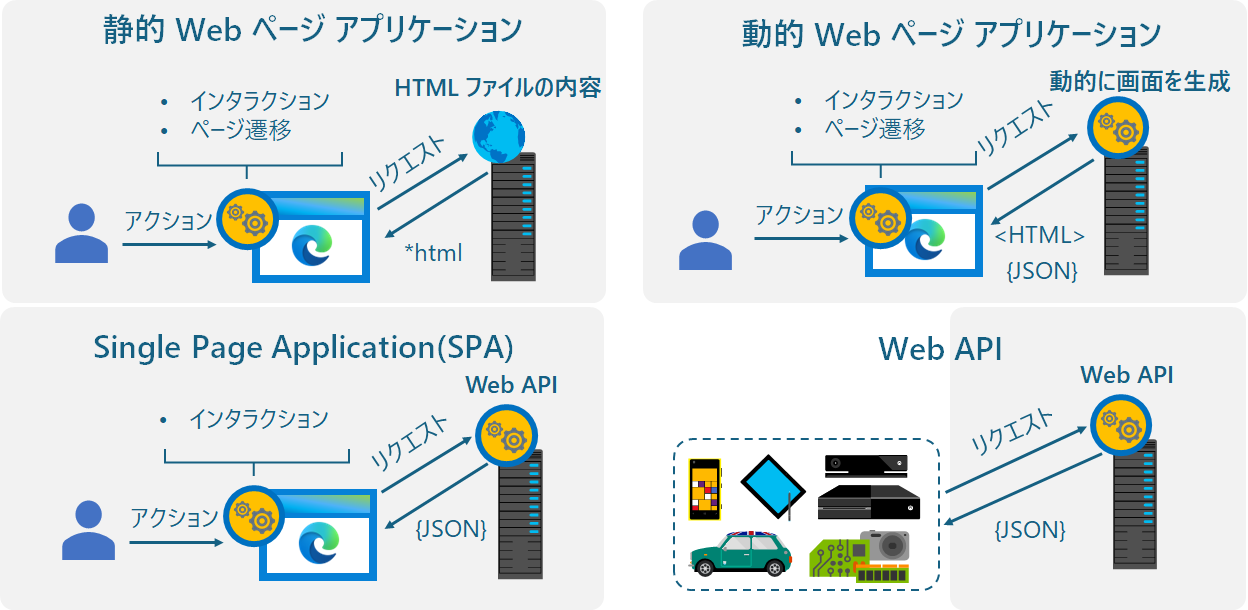 静的 Web ページ アプリケーション
HTML ファイルの内容
• インタラクション
• ページ遷移
リクエスト
アクション
*html
動的 Web ページ アプリケーション
動的に画面を生成
• インタラクション
• ページ遷移
リクエスト
アクション
<HTML>
{JSON}
Single Page Application(SPA)
Web API
• インタラクション
リクエスト
アクション
{JSON}
Web API
Web API
リクエスト
{JSON}